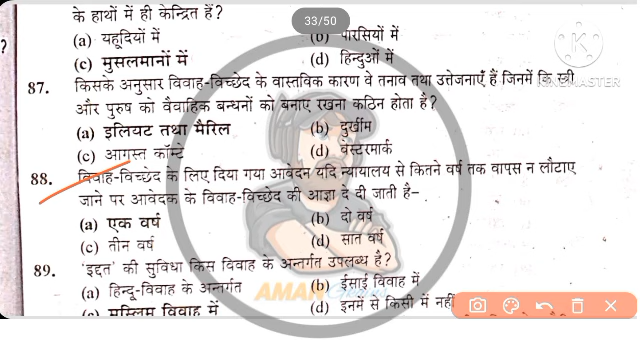 के हाथों में ही केन्द्रित हैं?
33/50
(a) यहूदियों में (b) पारसियों में
(c) मुसलमानों में (d) हिन्दुओं में
?
87. किसके अनुसार विवाह-विच्छेद के वास्तविक कारण वे तनाव तथा उत्तेजनाएँ हैं जिनमें कि स्त्री
और पुरुष को वैवाहिक बन्धनों को बनाए रखना कठिन होता है?
(a) इलियट तथा मैरिल (b) दुर्खीम
(c) आगस्त कॉम्टे (d) वेस्टरमार्क
88. विवाह-विच्छेद के लिए दिया गया आवेदन यदि न्यायालय से कितने वर्ष तक वापस न लौटाए
जाने पर आवेदक के विवाह-विच्छेद की आज्ञा दे दी जाती है-
(a) एक वर्ष (b) दो वर्ष
(c) तीन वर्ष (d) सात वर्ष
89. 'इद्दत' की सुविधा किस विवाह के अन्तर्गत उपलब्ध है?
(a) हिन्दू-विवाह के अन्तर्गत (b) ईसाई विवाह में
(c) मुस्लिम विवाह में (d) इनमें से किसी में नहीं
K
KINEMASTER
AMAN